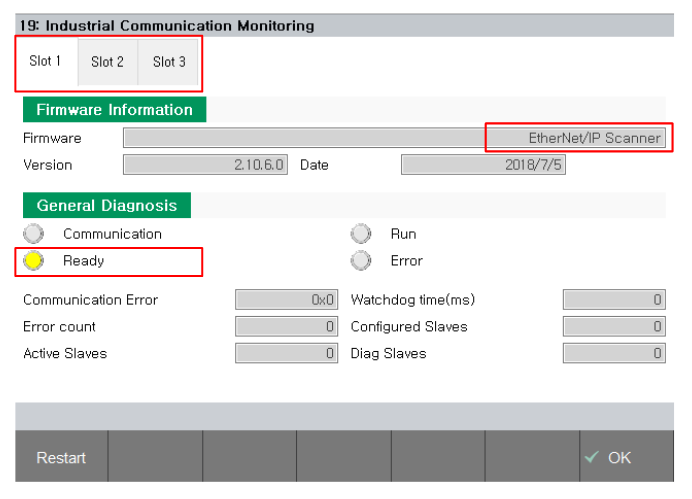 19: Industrial Communication Monitoring
Slot 1 Slot 2 Slot 3
Firmware Information
Firmware EtherNet/IP Scanner
Version 2.10.6.0 Date 2018/7/5
General Diagnosis
Communication Run
Ready Error
Communication Error 0x0 Watchdog time(ms) 0
Error count 0 Configured Slaves 0
Active Slaves 0 Diag Slaves 0
Restart ✓ OK